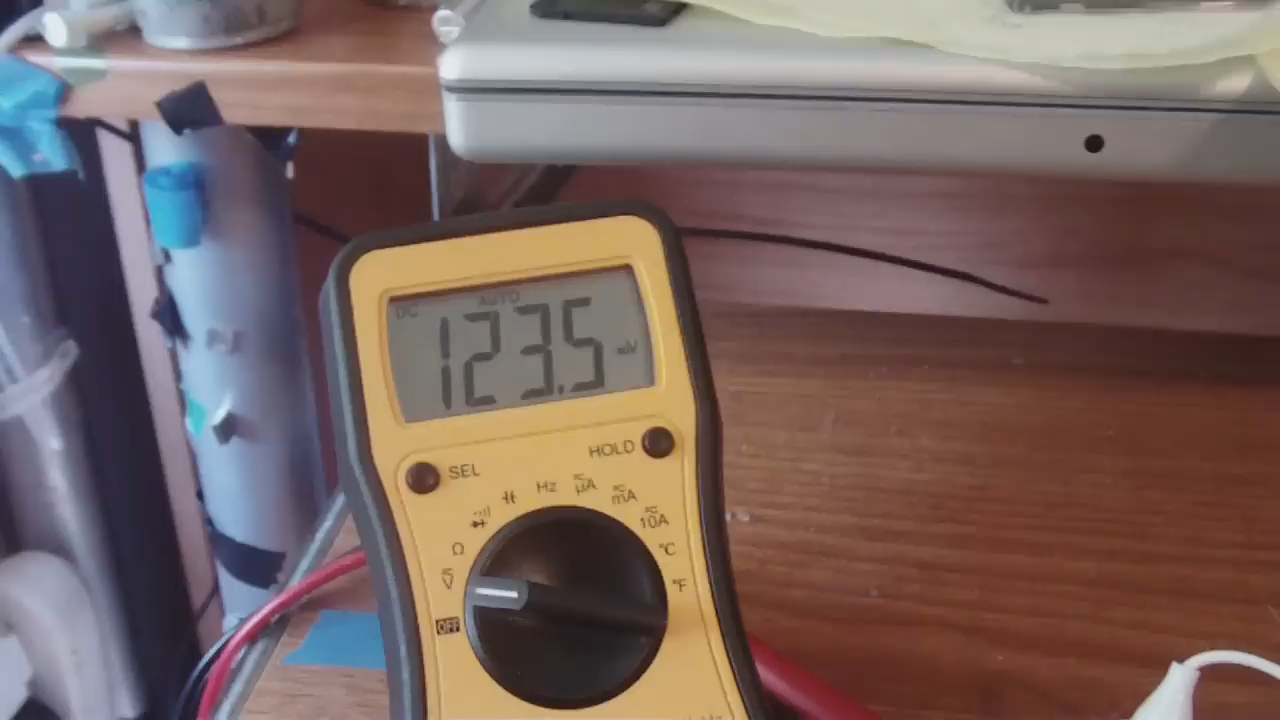 DC AUTO
123.5 mV
SEL HOLD
Hz μA mA
10A
Ω °C
V °F
OFF